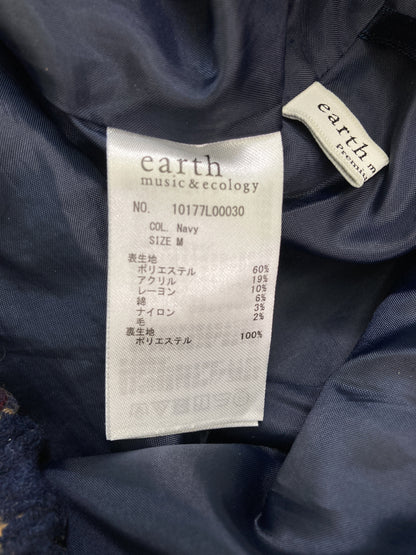 earth
music&ecology
NO. 10177L00030
COL. Navy
SIZE M
表生地
ポリエステル 60%
アクリル 19%
レーヨン 10%
綿 6%
ナイロン 3%
毛 2%
裏生地
ポリエステル 100%
earth m
Premiu